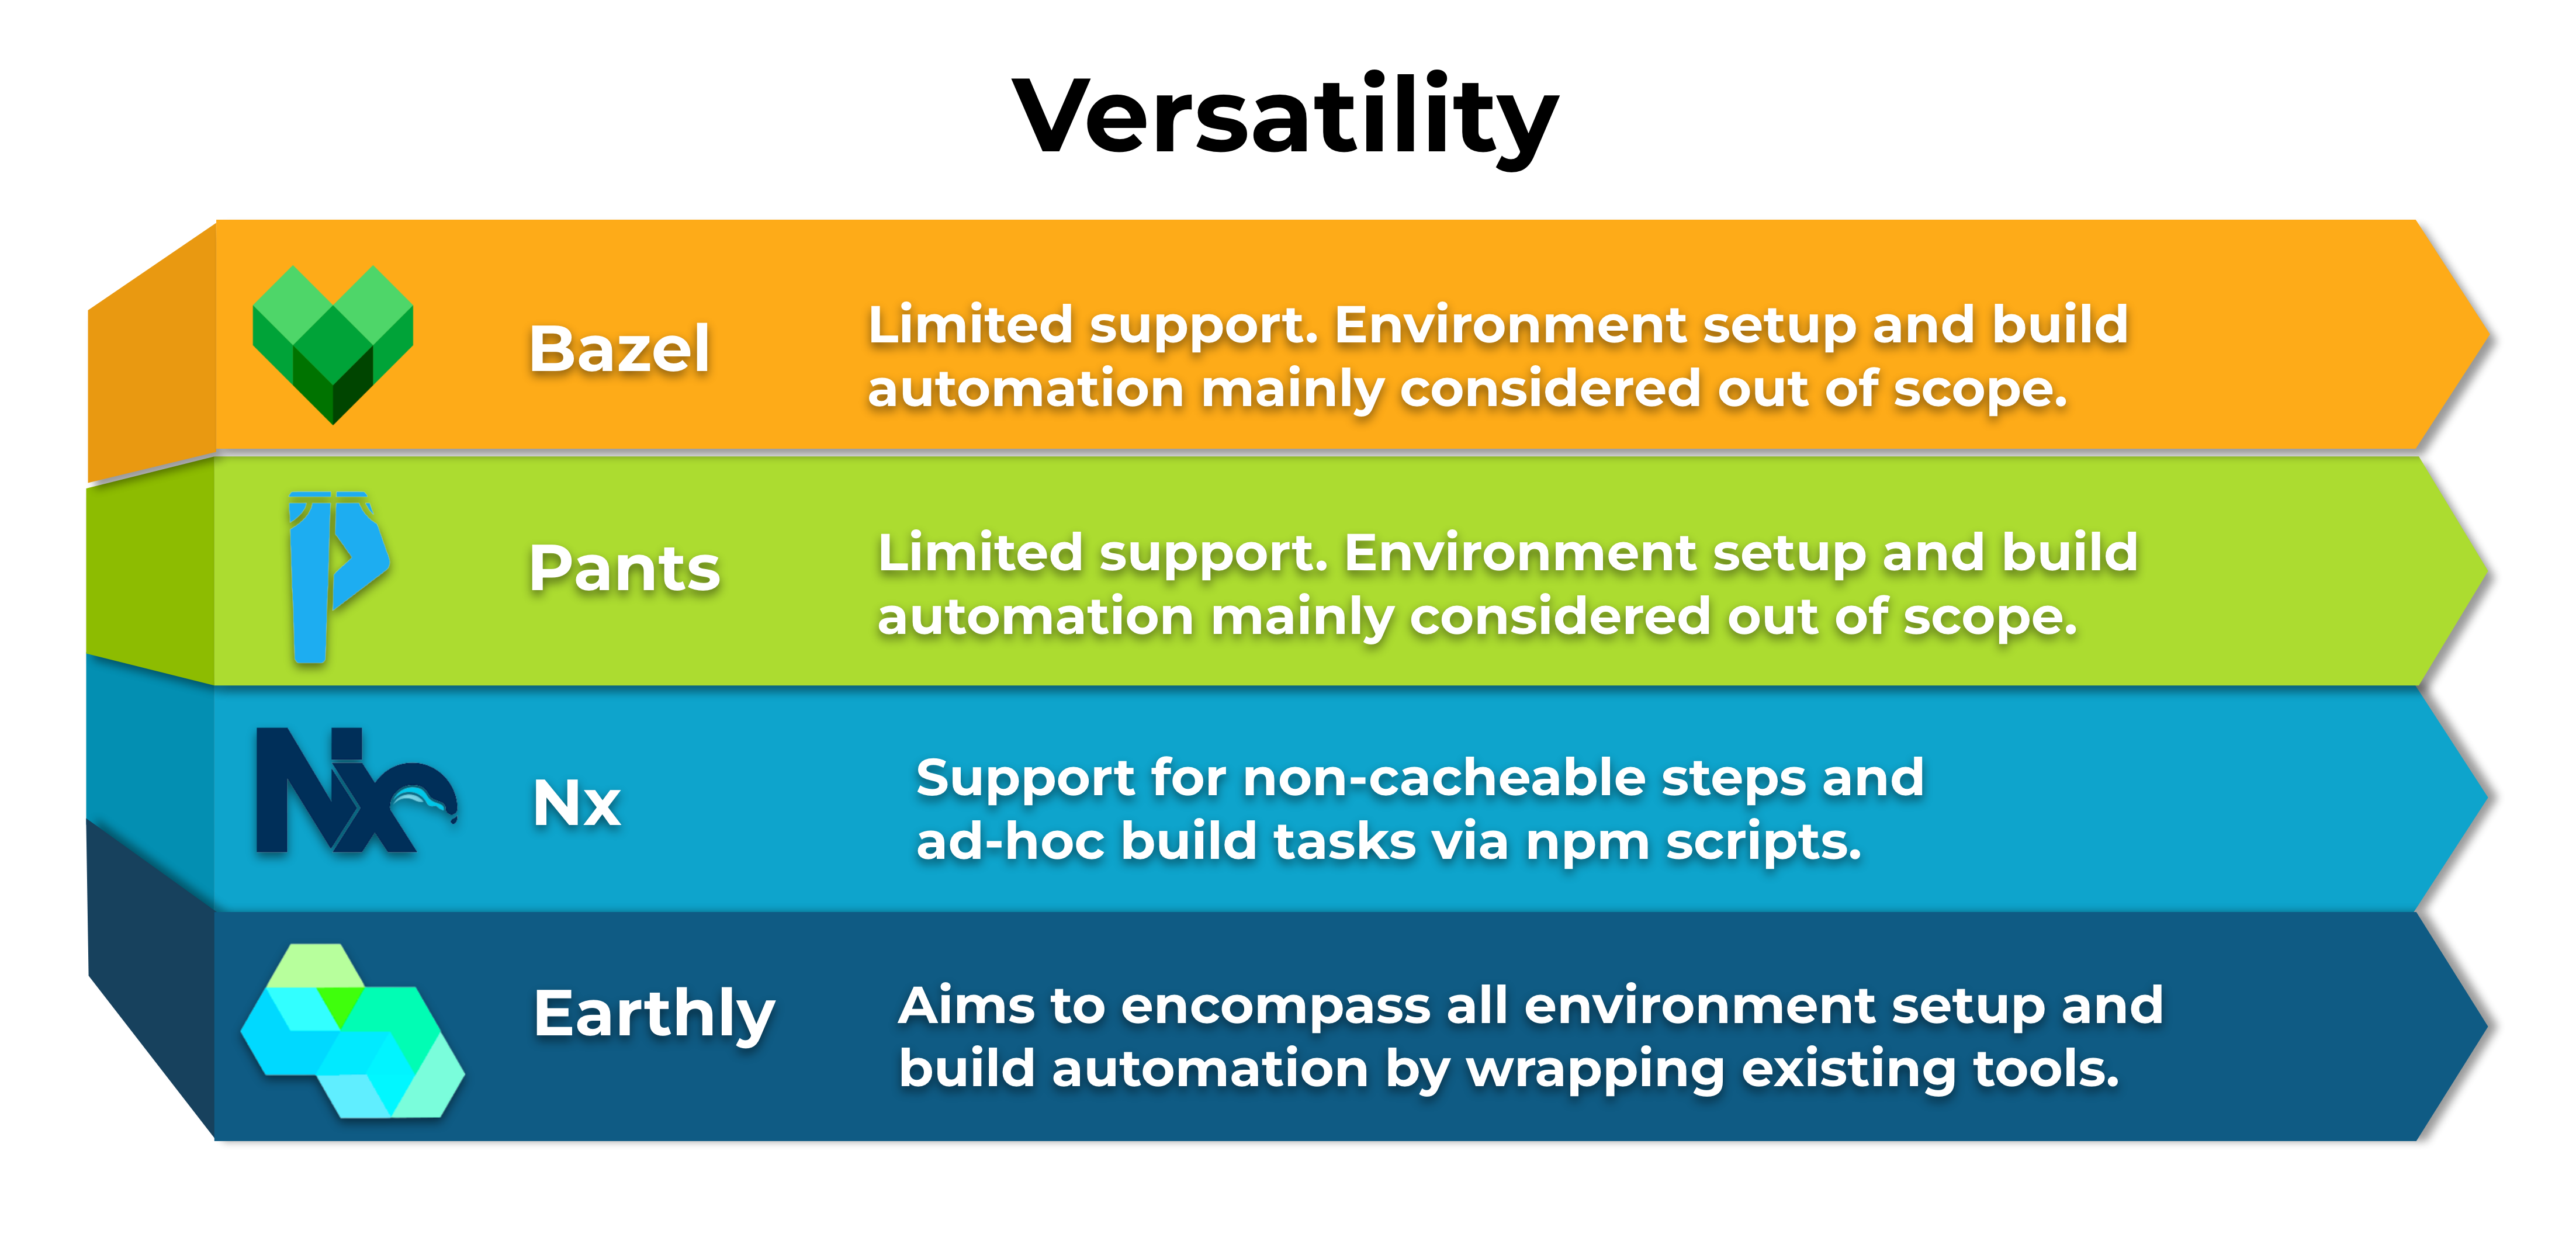 Versatility
Bazel
Limited support. Environment setup and build
automation mainly considered out of scope.
Pants
Limited support. Environment setup and build
automation mainly considered out of scope.
Nx
Nx
Support for non-cacheable steps and
ad-hoc build tasks via npm scripts.
Earthly
Aims to encompass all environment setup and
build automation by wrapping existing tools.